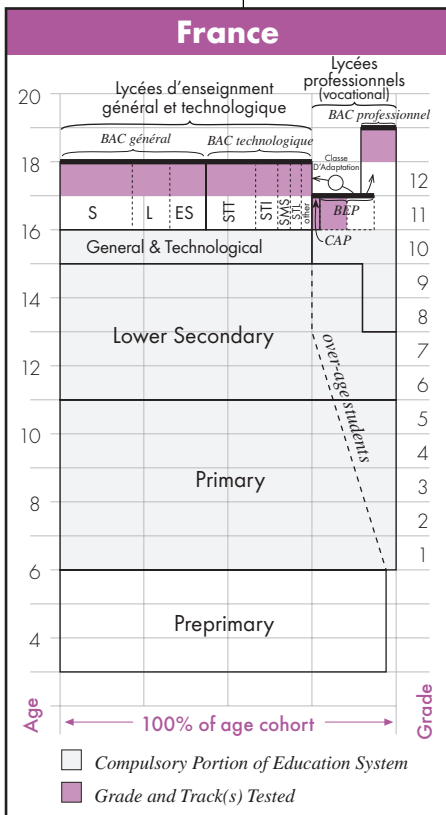 France
Lycées d'enseignment
général et technologique
Lycées
professionnels
(vocational)
BAC général
BAC technologique
BAC professionnel
20
18
16
14
12
10
8
6
4
Age
Classe
D'Adaptation
S
L
ES
STT
STI
SMS
STL
other
BEP
CAP
General & Technological
Lower Secondary
over-age students
Primary
Preprimary
12
11
10
9
8
7
6
5
4
3
2
1
Grade
100% of age cohort
Compulsory Portion of Education System
Grade and Track(s) Tested